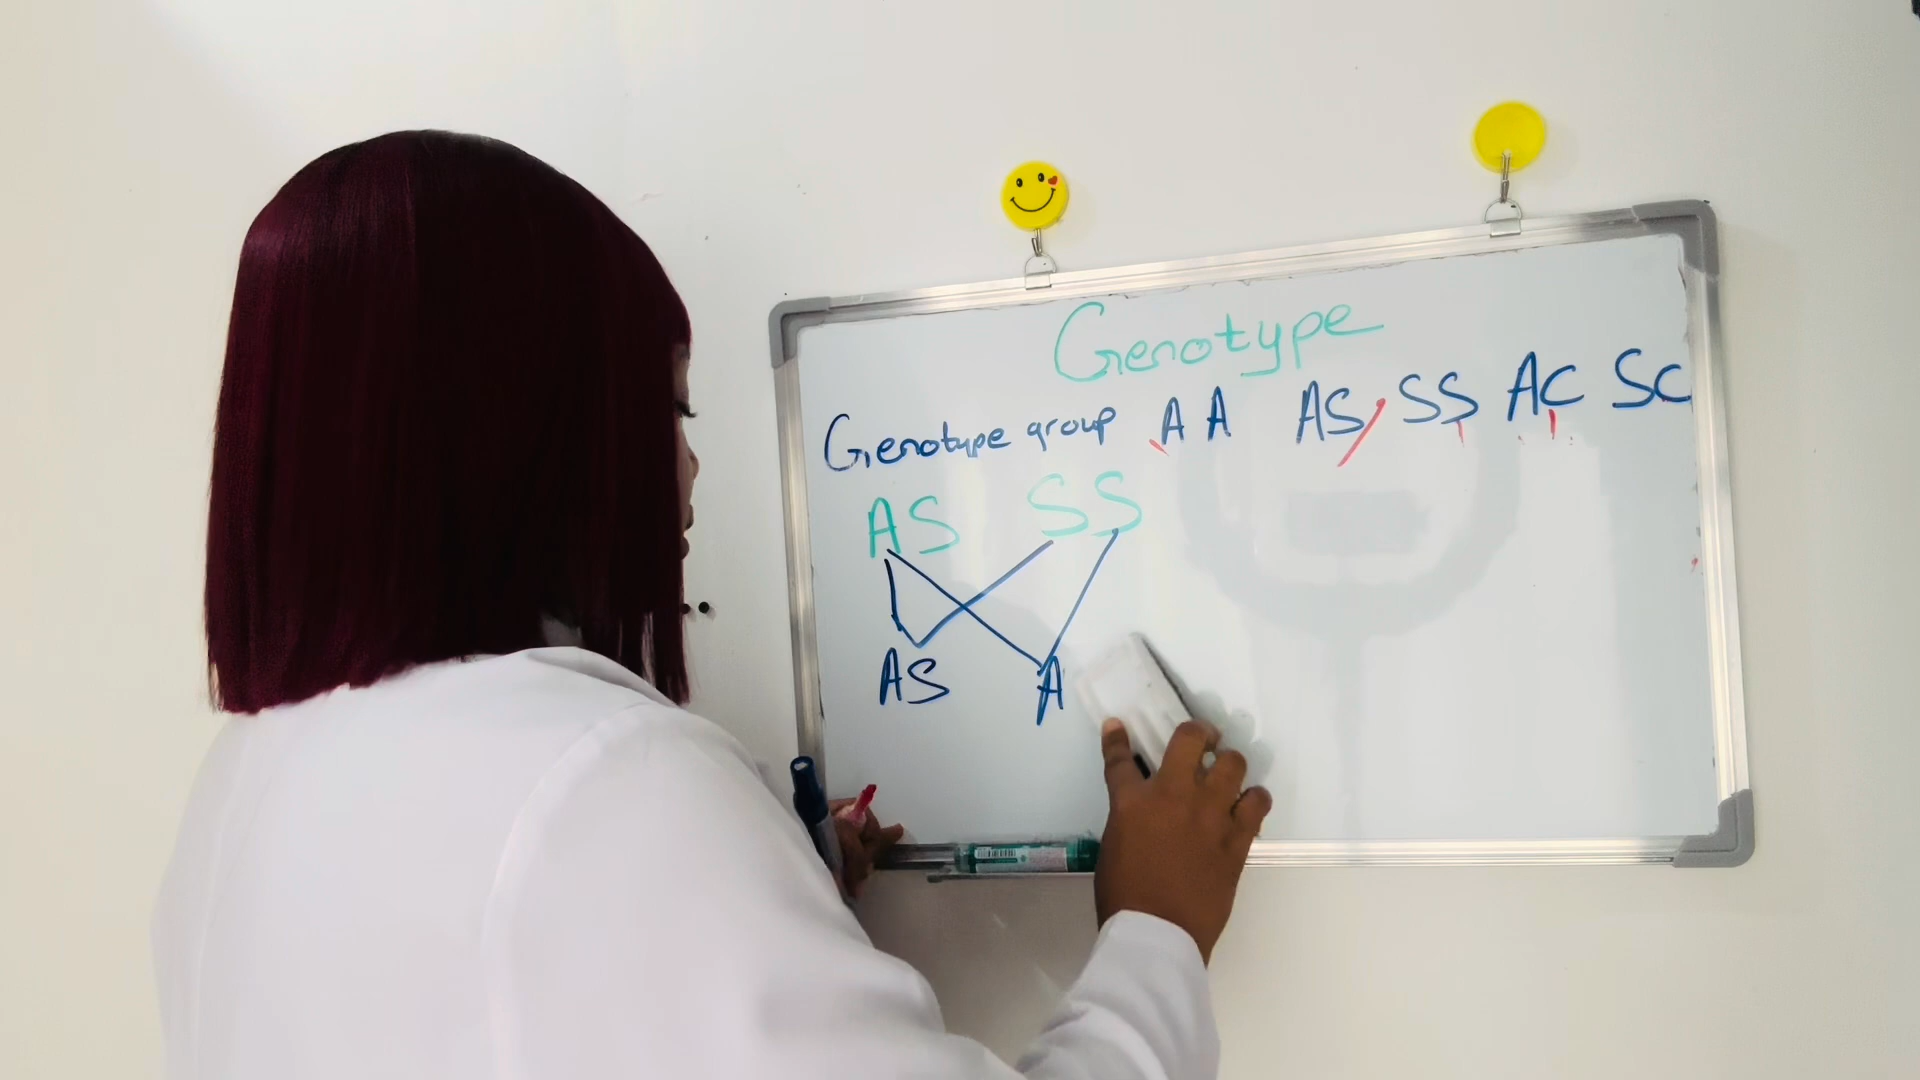 Genotype
Genotype group AA AS SS AC SC
AS SS
AS A